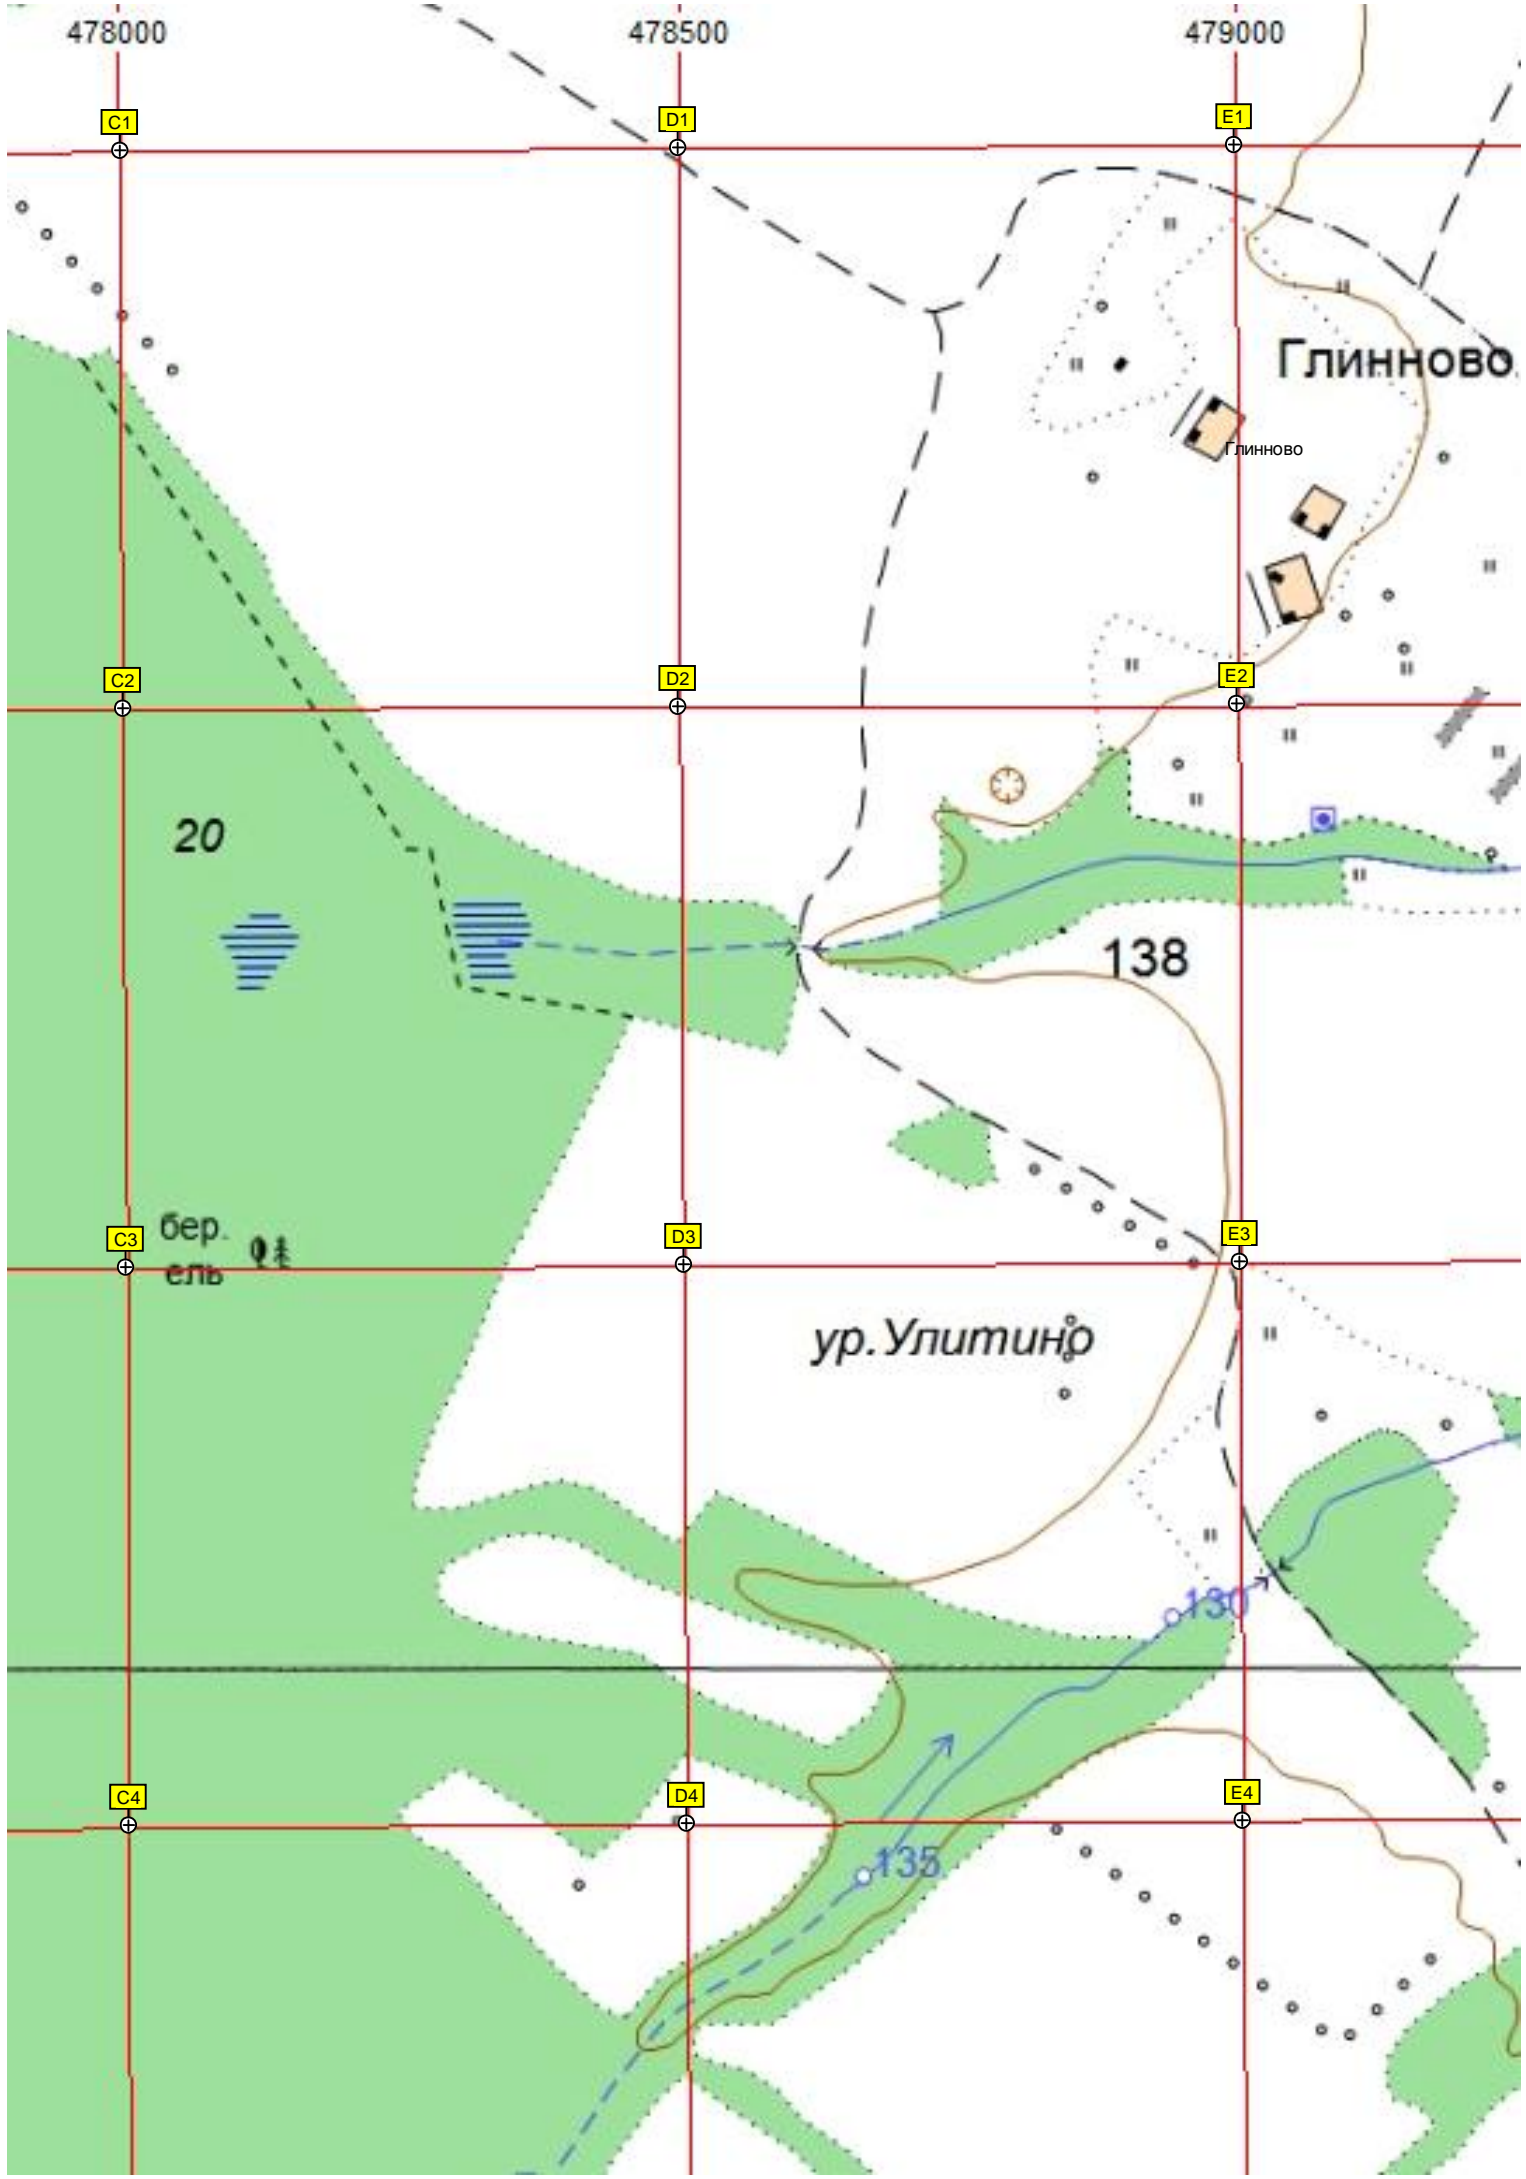 478000 478500 479000
C1 D1 E1
Глинново
Глинново
C2 D2 E2
20
138
бер.
ель
C3 D3 E3
ур.Улитино
130
C4 D4 E4
135